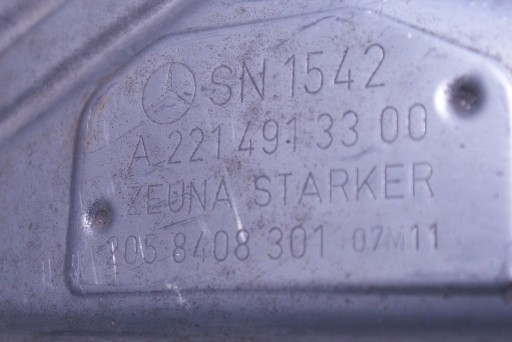 SN 1542
A 221 491 33 00
ZEUNA STARKER
205 8408 301 07M11